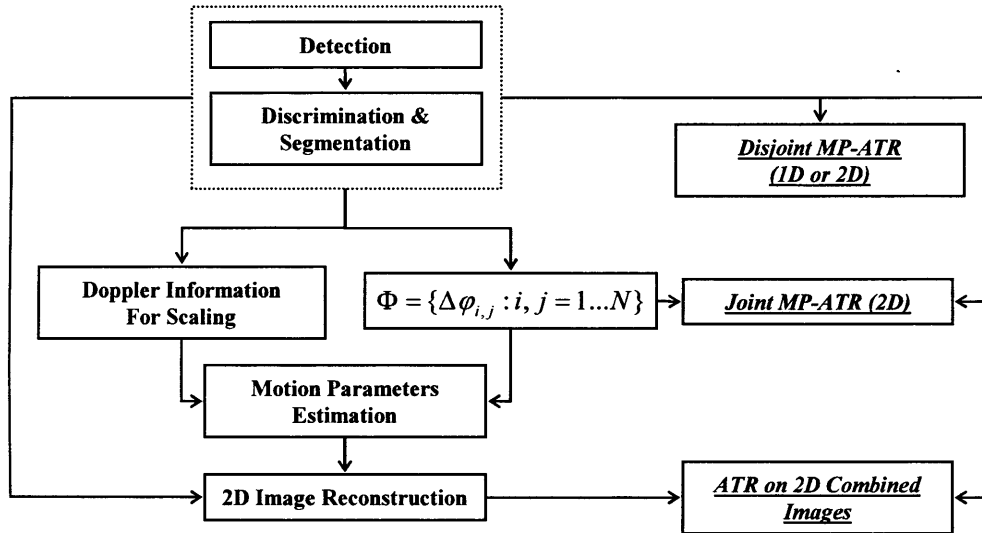 Detection
Discrimination &
Segmentation
Disjoint MP-ATR
(1D or 2D)
Doppler Information
For Scaling
Φ = {Δφ_{i,j} : i, j = 1...N}
Joint MP-ATR (2D)
Motion Parameters
Estimation
2D Image Reconstruction
ATR on 2D Combined
Images